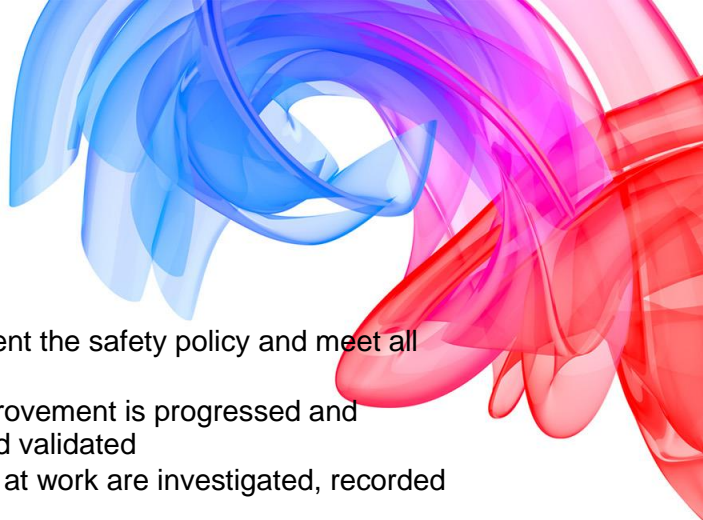 ent the safety policy and meet all
rovement is progressed and
d validated
at work are investigated, recorded